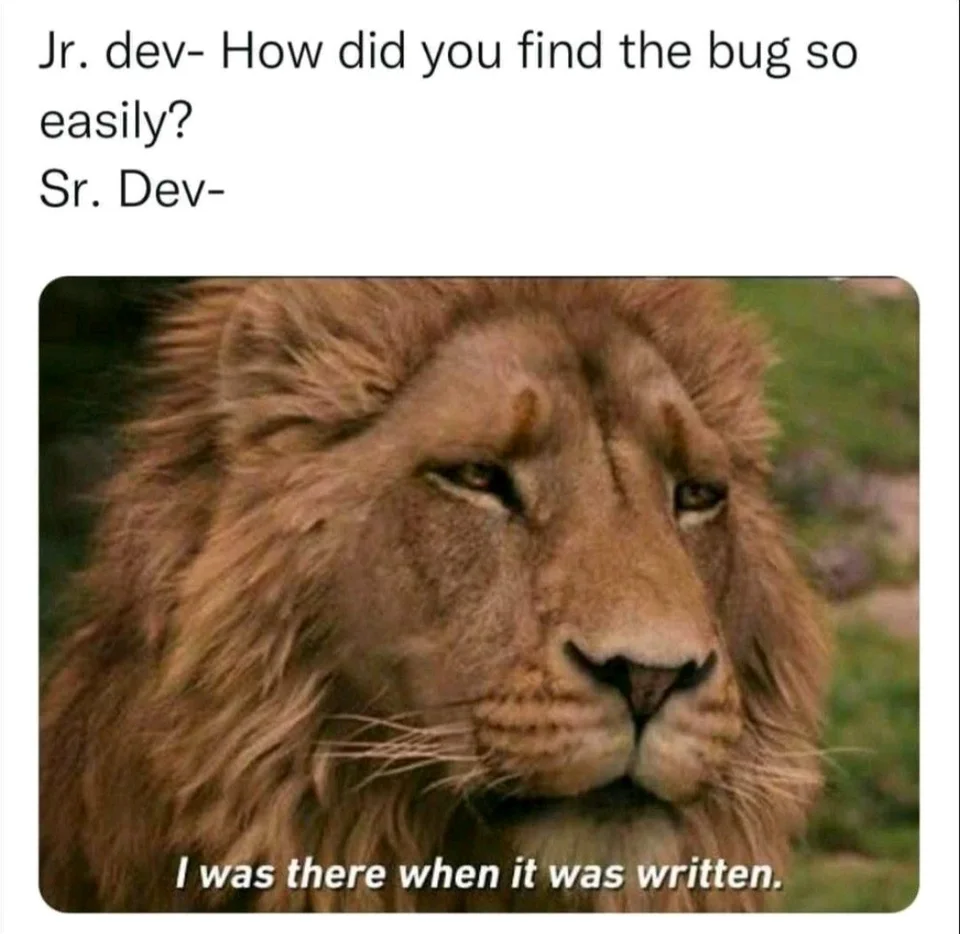 Jr. dev- How did you find the bug so
easily?
Sr. Dev-
I was there when it was written.